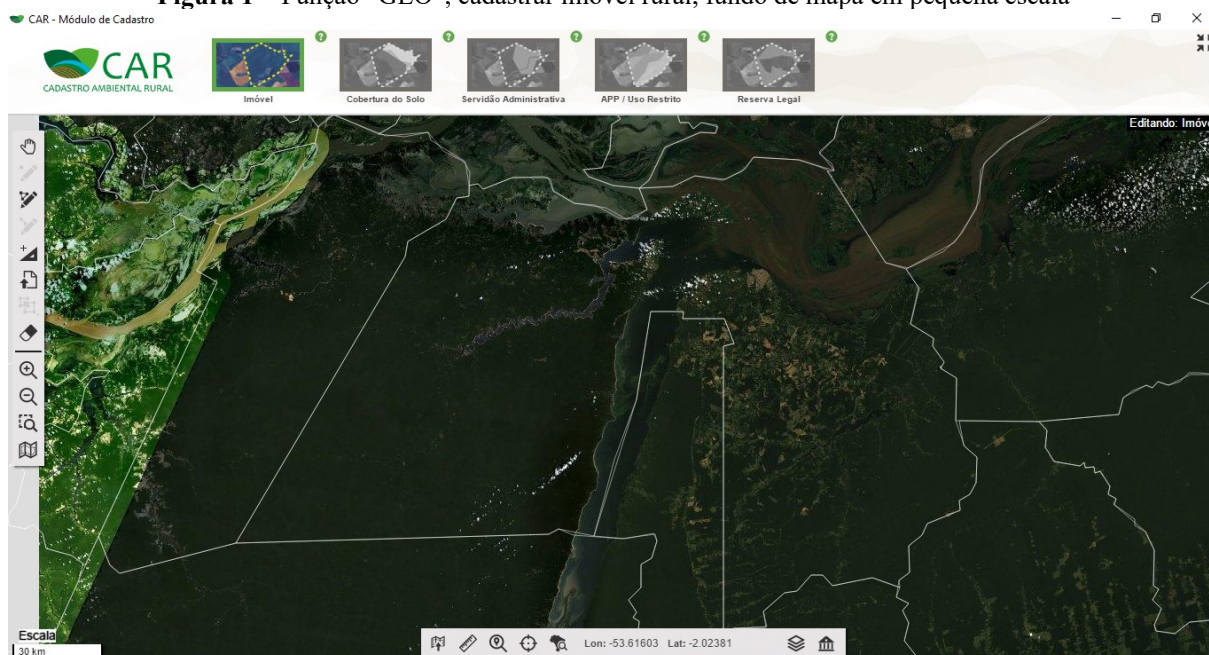 Figura 1 – Função "GEO", cadastrar imóvel rural, fundo de mapa em pequena escala
CAR - Módulo de Cadastro
CAR
CADASTRO AMBIENTAL RURAL
Imóvel
Cobertura do Solo
Servidão Administrativa
APP / Uso Restrito
Reserva Legal
Editando: Imóve
Escala
30 km
Lon: -53.61603 Lat: -2.02381